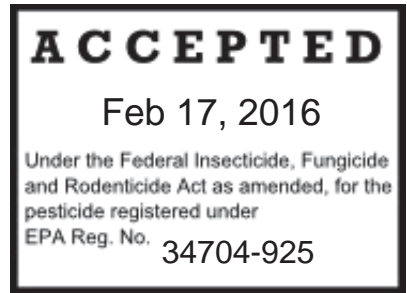 ACCEPTED
Feb 17, 2016
Under the Federal Insecticide, Fungicide
and Rodenticide Act as amended, for the
pesticide registered under
EPA Reg. No. 34704-925